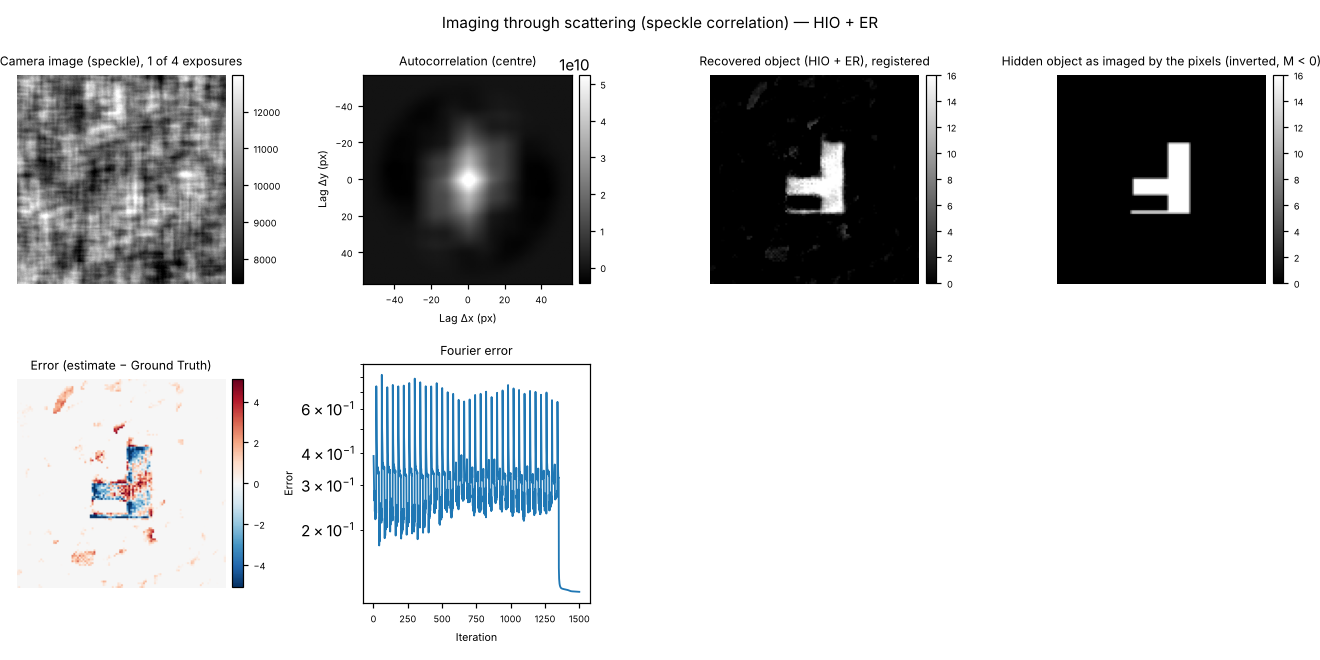 Imaging through scattering (speckle correlation) — HIO + ER
Camera image (speckle), 1 of 4 exposures
12000
11000
10000
9000
8000
Autocorrelation (centre)
1e10
−40
−20
0
20
40
Lag Δy (px)
−40 −20 0 20 40
Lag Δx (px)
5
4
3
2
1
0
Recovered object (HIO + ER), registered
16
14
12
10
8
6
4
2
0
Hidden object as imaged by the pixels (inverted, M < 0)
16
14
12
10
8
6
4
2
0
Error (estimate − Ground Truth)
4
2
0
−2
−4
Fourier error
6 × 10⁻¹
4 × 10⁻¹
3 × 10⁻¹
2 × 10⁻¹
Error
0 250 500 750 1000 1250 1500
Iteration